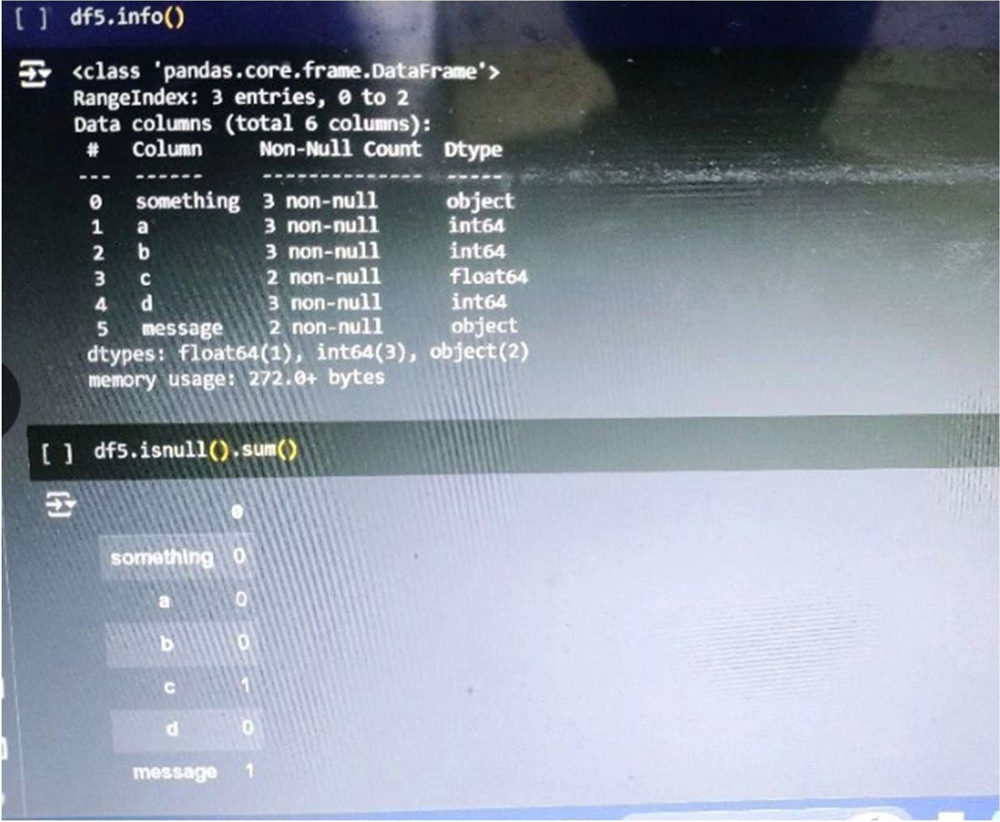 [ ] df5.info()
<class 'pandas.core.frame.DataFrame'>
RangeIndex: 3 entries, 0 to 2
Data columns (total 6 columns):
 #   Column     Non-Null Count  Dtype
---  ------     --------------  -----
 0   something  3 non-null      object
 1   a          3 non-null      int64
 2   b          3 non-null      int64
 3   c          2 non-null      float64
 4   d          3 non-null      int64
 5   message    2 non-null      object
dtypes: float64(1), int64(3), object(2)
memory usage: 272.0+ bytes
[ ] df5.isnull().sum()
0
something 0
a 0
b 0
c 1
d 0
message 1